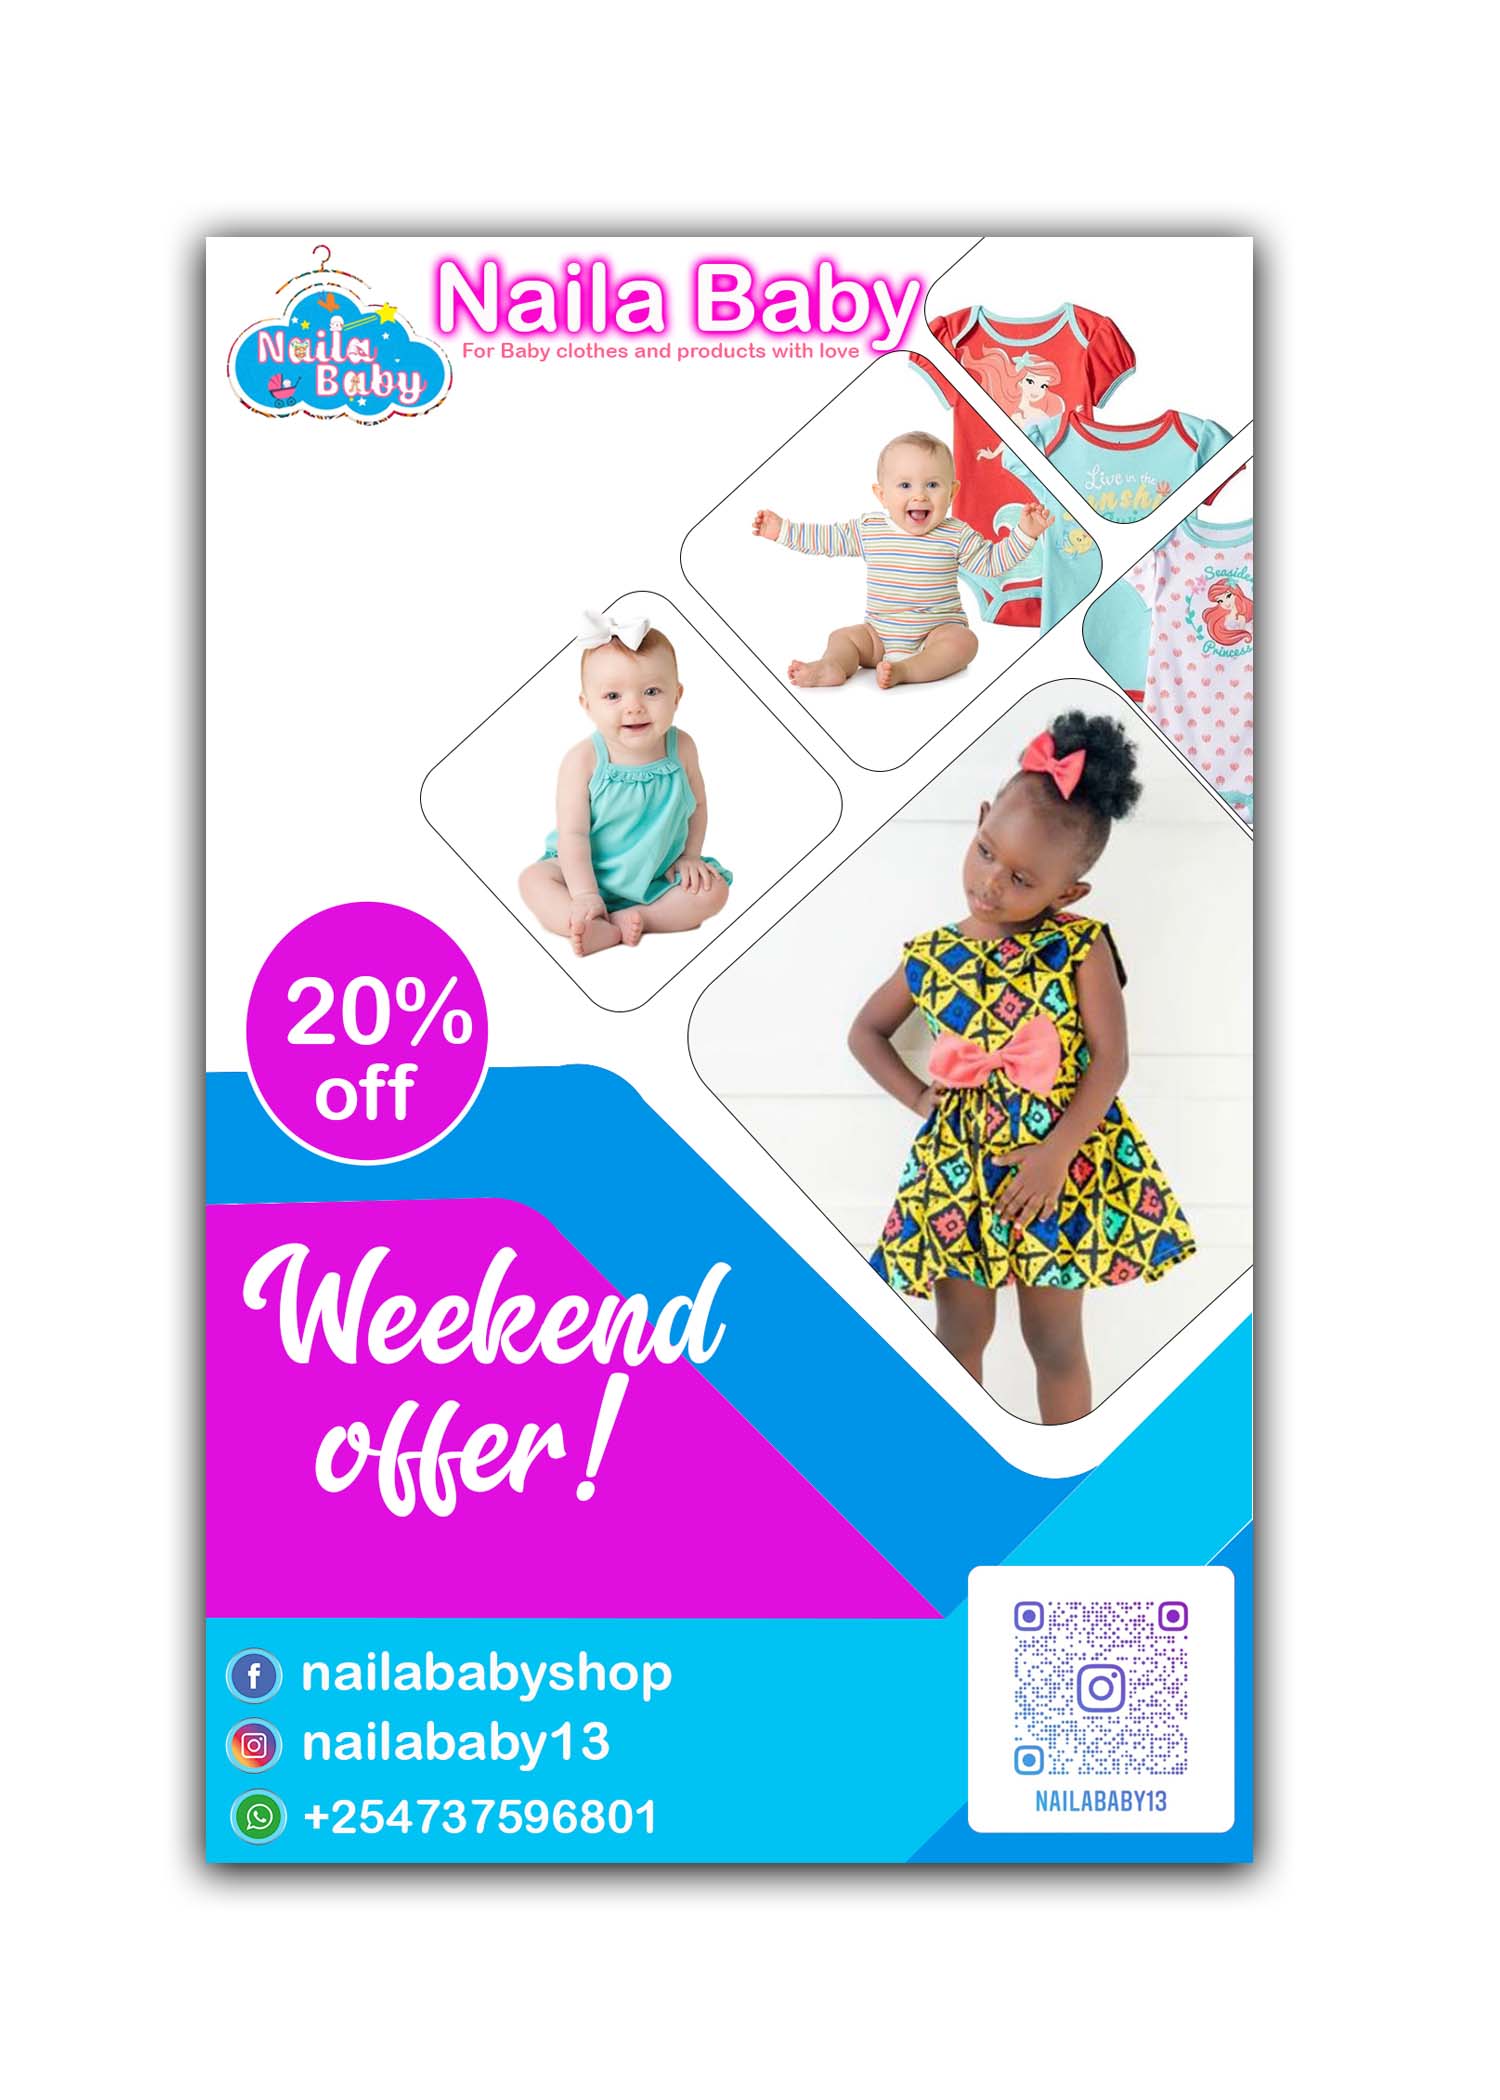 Naila
Baby
Naila Baby
For Baby clothes and products with love
Live in the
Seaside
Princess
20%
off
Weekend
offer!
nailababyshop
nailababy13
+254737596801
NAILABABY13